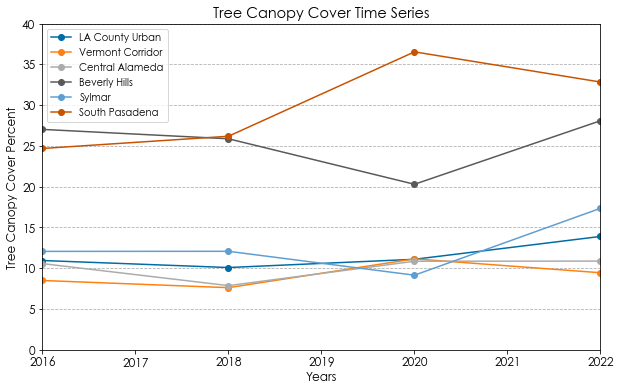 Tree Canopy Cover Time Series
40
35
30
25
20
15
10
5
0
Tree Canopy Cover Percent
LA County Urban
Vermont Corridor
Central Alameda
Beverly Hills
Sylmar
South Pasadena
2016 2017 2018 2019 2020 2021 2022
Years